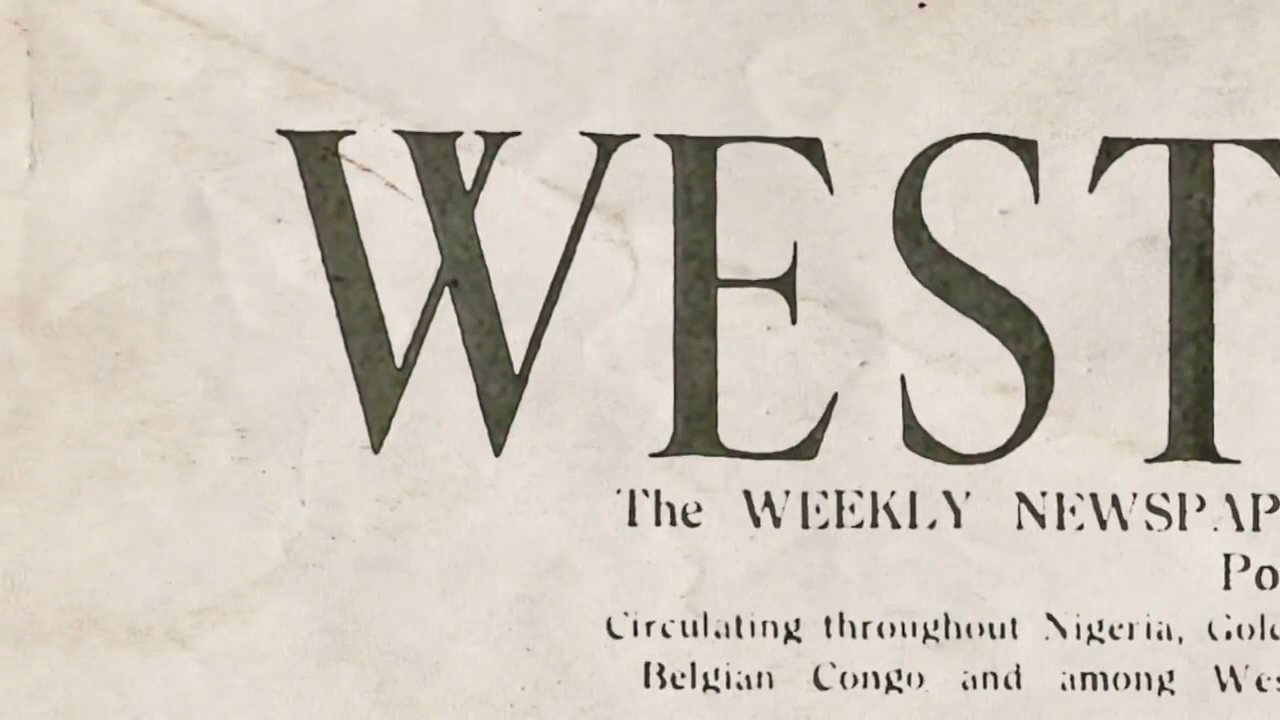 WEST
The WEEKLY NEWSPAP
Po
Circulating throughout Nigeria, Gold
Belgian Congo and among Wes